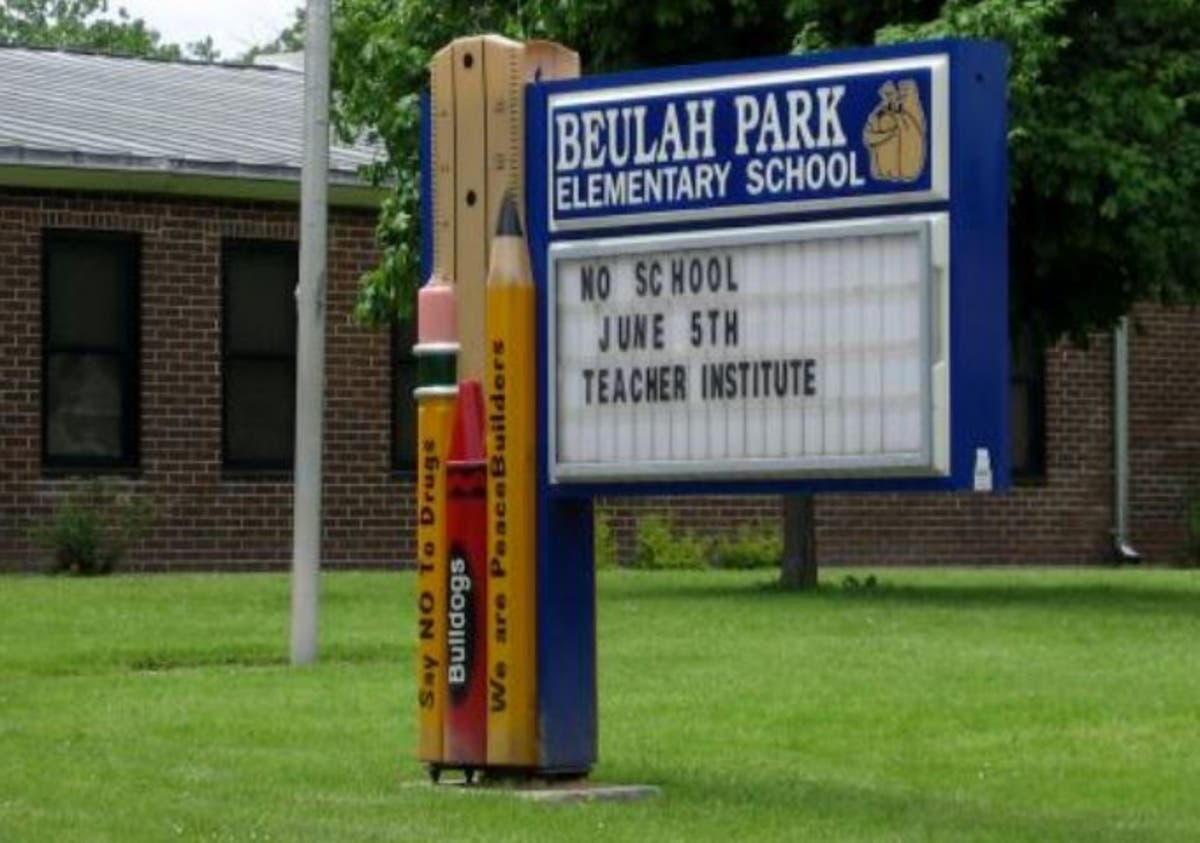 BEULAH PARK
ELEMENTARY SCHOOL
NO SCHOOL
JUNE 5TH
TEACHER INSTITUTE
Say NO To Drugs
Bulldogs
We are PeaceBuilders